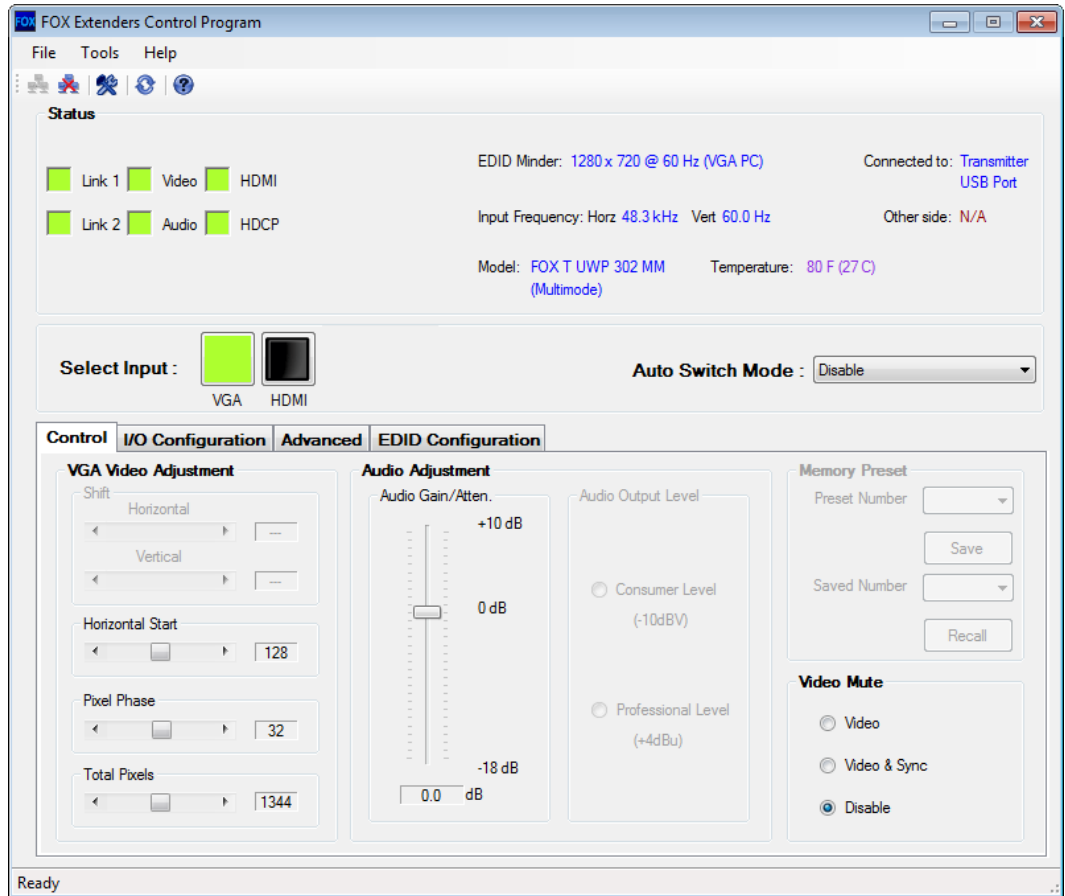 FOX FOX Extenders Control Program
File Tools Help
Status
EDID Minder: 1280 x 720 @ 60 Hz (VGA PC) Connected to: Transmitter
USB Port
Link 1 Video HDMI
Input Frequency: Horz 48.3 kHz Vert 60.0 Hz Other side: N/A
Link 2 Audio HDCP
Model: FOX T UWP 302 MM Temperature: 80 F (27 C)
(Multimode)
Select Input : Auto Switch Mode : Disable
VGA HDMI
Control I/O Configuration Advanced EDID Configuration
VGA Video Adjustment
Shift
Horizontal
---
Vertical
---
Horizontal Start
128
Pixel Phase
32
Total Pixels
1344
Audio Adjustment
Audio Gain/Atten.
+10 dB
0 dB
-18 dB
0.0 dB
Audio Output Level
Consumer Level
(-10dBV)
Professional Level
(+4dBu)
Memory Preset
Preset Number
Save
Saved Number
Recall
Video Mute
Video
Video & Sync
Disable
Ready